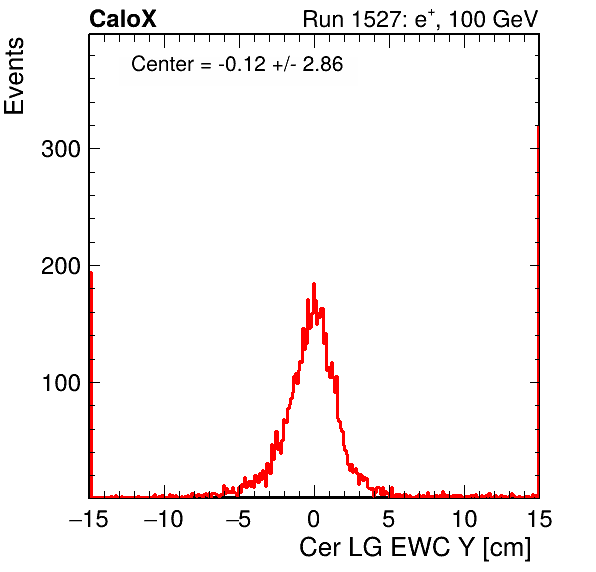 CaloX Run 1527: e⁺, 100 GeV
Center = -0.12 +/- 2.86
Events
300
200
100
−15 −10 −5 0 5 10 15
Cer LG EWC Y [cm]